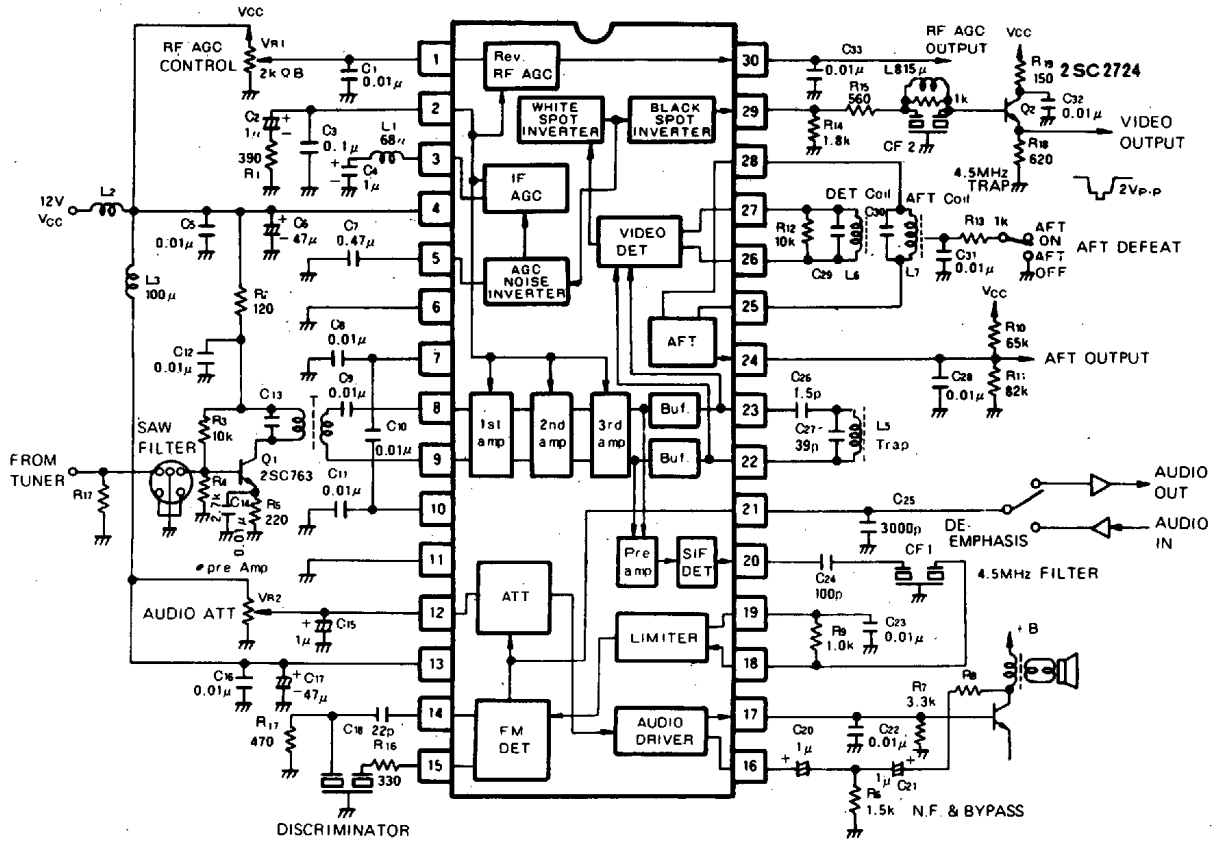 VCC
RF AGC CONTROL
VR1
2k ΩB
C1
0.01μ
C2
1μ
390
R1
C3
0.1μ
L1
68μ
C4
1μ
12V
VCC
L2
C5
0.01μ
C6
47μ
C7
0.47μ
L3
100μ
120
C12
0.01μ
C8
0.01μ
C9
0.01μ
C13
T
R3
10k
SAW FILTER
FROM TUNER
R17
R4
2.7k
Q1
2SC763
C14
0.01μ
R5
220
C10
0.01μ
C11
0.01μ
pre Amp
AUDIO ATT
VR2
C15
1μ
C16
0.01μ
C17
47μ
R17
470
C18
22p
R16
330
DISCRIMINATOR
1
2
3
4
5
6
7
8
9
10
11
12
13
14
15
Rev. RF AGC
WHITE SPOT INVERTER
BLACK SPOT INVERTER
IF AGC
VIDEO DET
AGC NOISE INVERTER
AFT
1st amp
2nd amp
3rd amp
Buf.
Buf.
Pre amp
SIF DET
ATT
LIMITER
FM DET
AUDIO DRIVER
30
29
28
27
26
25
24
23
22
21
20
19
18
17
16
C33
0.01μ
RF AGC OUTPUT
L8 15μ
1k
R15
560
R14
1.8k
CF2
VCC
R19
150
2SC2724
Q2
C32
0.01μ
VIDEO OUTPUT
R18
620
4.5MHz TRAP
2Vp-p
DET Coil
AFT Coil
R12
10k
C29
L6
C30
L7
R13 1k
C31
0.01μ
AFT ON
AFT OFF
AFT DEFEAT
VCC
R10
65k
AFT OUTPUT
R11
82k
C28
0.01μ
C26
1.5p
C27
39p
L5
Trap
C25
3000p
DE-EMPHASIS
AUDIO OUT
AUDIO IN
C24
100p
CF1
4.5MHz FILTER
R9
1.0k
C23
0.01μ
+B
R8
R7
3.3k
C22
0.01μ
C20
1μ
1μ
C21
R6
1.5k
N.F. & BYPASS